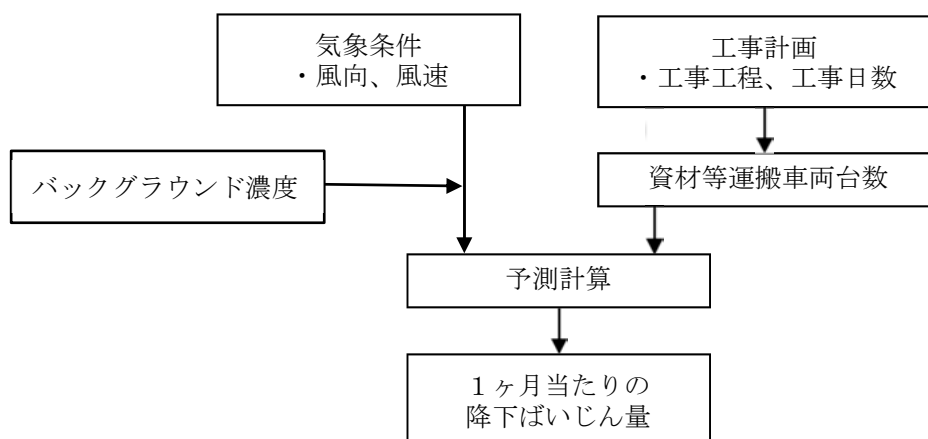 気象条件
・風向、風速
工事計画
・工事工程、工事日数
バックグラウンド濃度
資材等運搬車両台数
予測計算
1ヶ月当たりの
降下ばいじん量